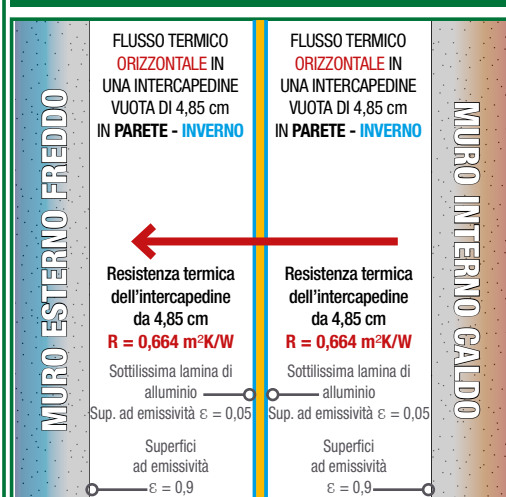 MURO ESTERNO FREDDO
FLUSSO TERMICO
ORIZZONTALE IN
UNA INTERCAPEDINE
VUOTA DI 4,85 cm
IN PARETE - INVERNO
Resistenza termica
dell'intercapedine
da 4,85 cm
R = 0,664 m²K/W
Sottilissima lamina di
alluminio
Sup. ad emissività ε = 0,05
Superfici
ad emissività
ε = 0,9
FLUSSO TERMICO
ORIZZONTALE IN
UNA INTERCAPEDINE
VUOTA DI 4,85 cm
IN PARETE - INVERNO
Resistenza termica
dell'intercapedine
da 4,85 cm
R = 0,664 m²K/W
Sottilissima lamina di
alluminio
Sup. ad emissività ε = 0,05
Superfici
ad emissività
ε = 0,9
MURO INTERNO CALDO